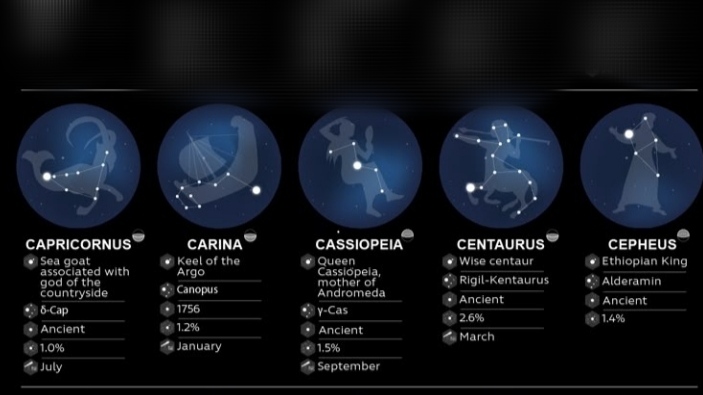 CAPRICORNUS
Sea goat
associated with
god of the
countryside
δ-Cap
Ancient
1.0%
July
CARINA
Keel of the
Argo
Canopus
1756
1.2%
January
CASSIOPEIA
Queen
Cassiopeia,
mother of
Andromeda
γ-Cas
Ancient
1.5%
September
CENTAURUS
Wise centaur
Rigil-Kentaurus
Ancient
2.6%
March
CEPHEUS
Ethiopian King
Alderamin
Ancient
1.4%